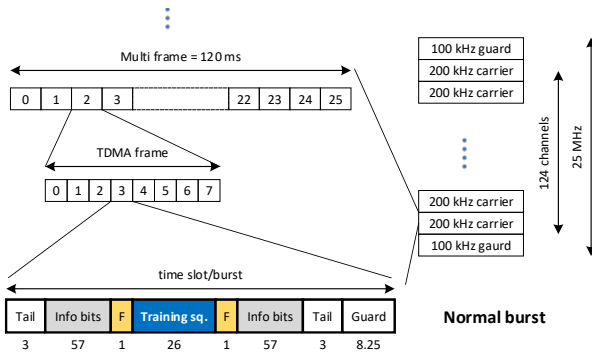 Multi frame = 120 ms
0 1 2 3 22 23 24 25
TDMA frame
0 1 2 3 4 5 6 7
time slot/burst
Tail Info bits F Training sq. F Info bits Tail Guard
3 57 1 26 1 57 3 8.25
100 kHz guard
200 kHz carrier
200 kHz carrier
200 kHz carrier
200 kHz carrier
100 kHz gaurd
124 channels
25 MHz
Normal burst